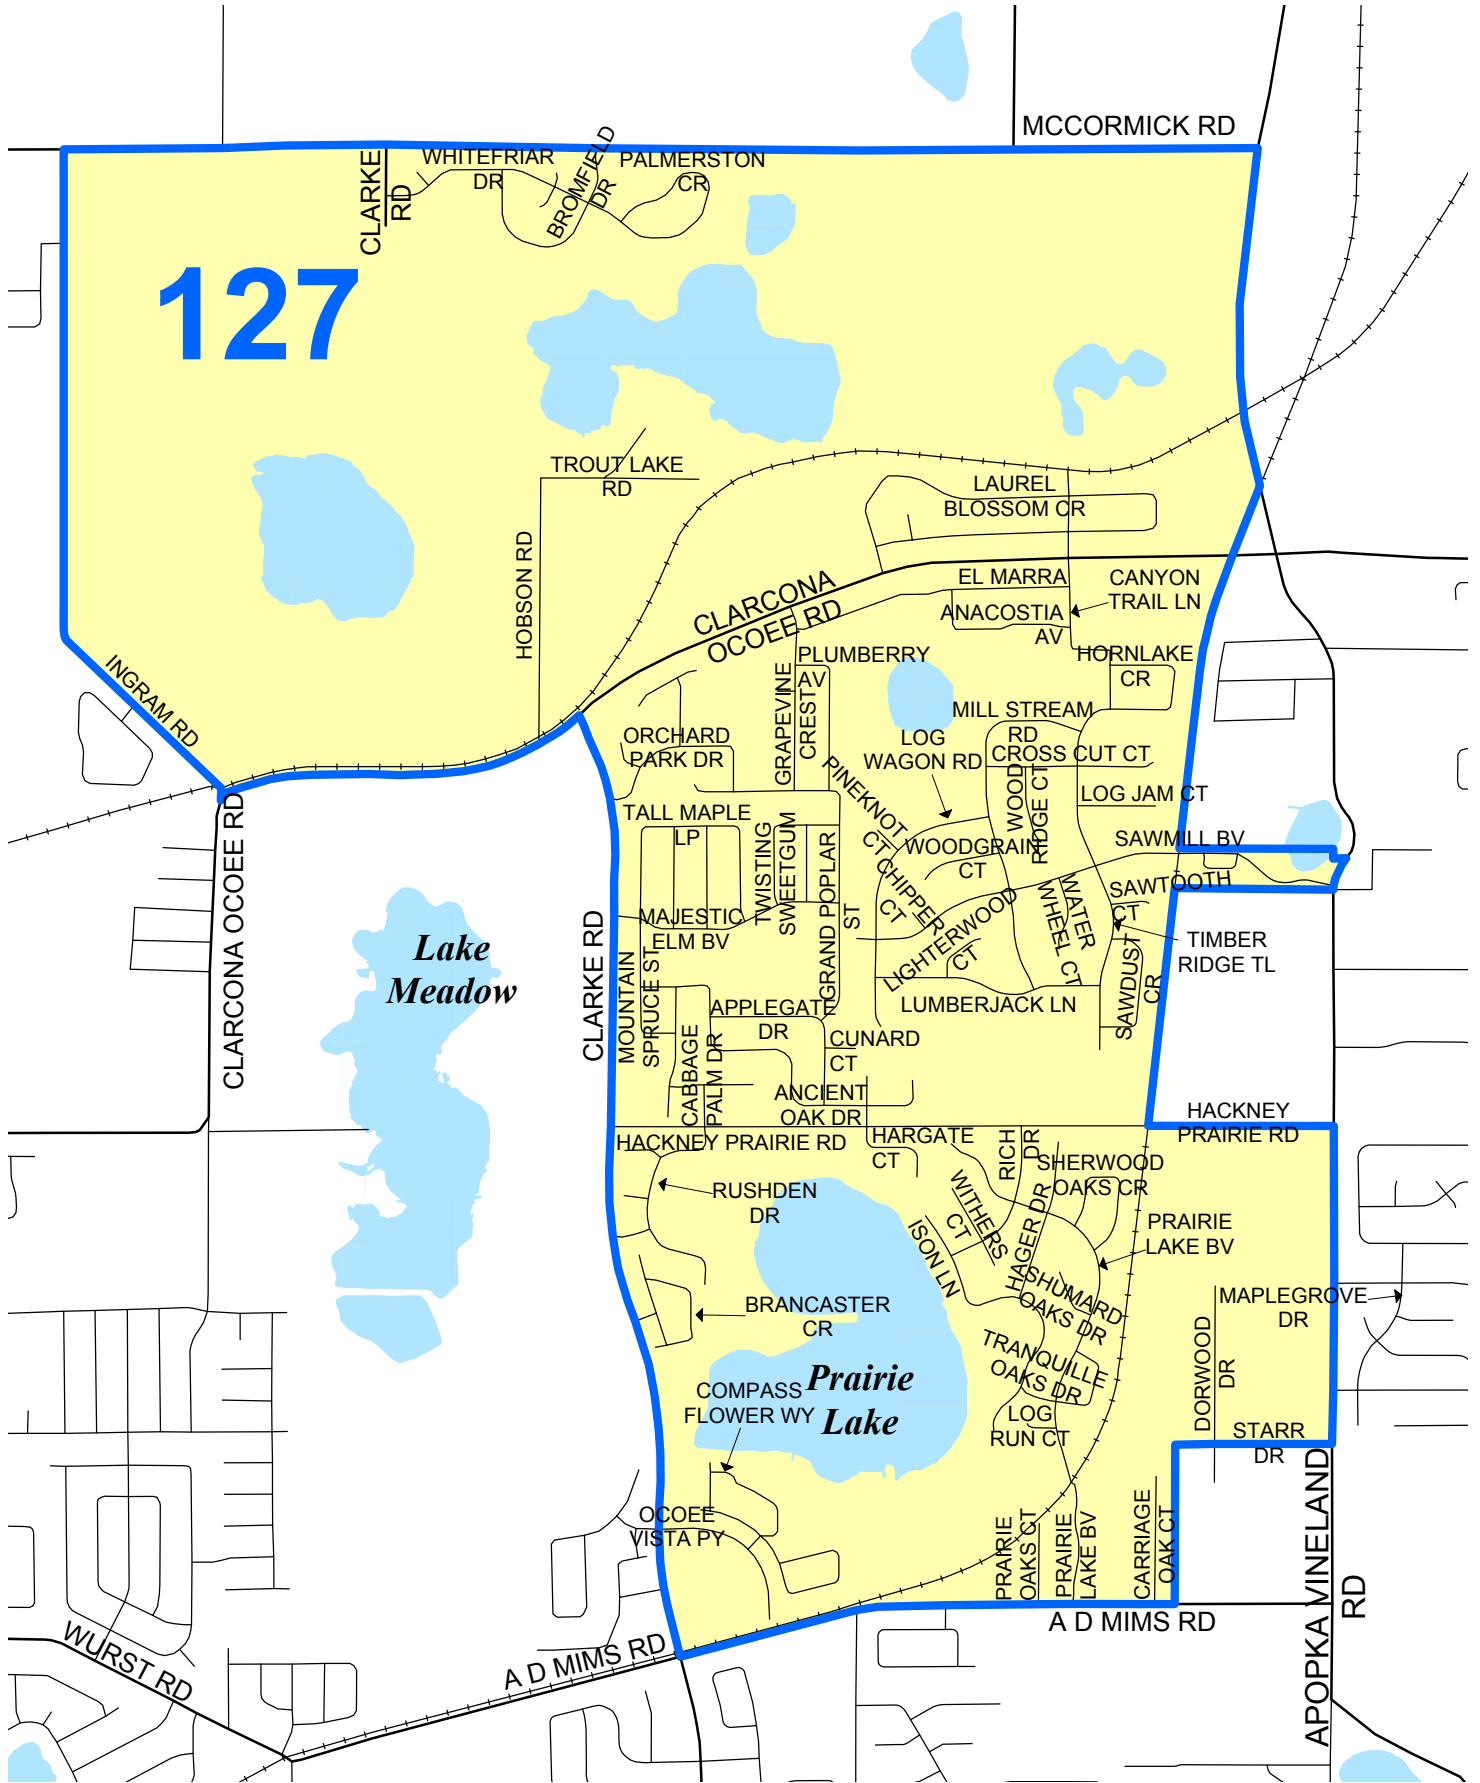 MCCORMICK RD
CLARKE
RD
WHITEFRIAR
DR
BROMFIELD
DR
PALMERSTON
CR
127
TROUT LAKE
RD
HOBSON RD
LAUREL
BLOSSOM CR
CLARCONA
OCOEE RD
EL MARRA
CANYON
TRAIL LN
ANACOSTIA
AV
HORNLAKE
CR
INGRAM RD
PLUMBERRY
AV
GRAPEVINE
CREST
ORCHARD
PARK DR
MILL STREAM
RD
LOG
WAGON RD
CROSS CUT CT
WOOD
RIDGE CT
LOG JAM CT
PINEKNOT
CT
TALL MAPLE
LP
TWISTING
SWEETGUM
GRAND POPLAR
ST
WOODGRAIN
CT
CHIPPER
CT
SAWMILL BV
SAWTOOTH
CT
WATER
WHEEL CT
LIGHTERWOOD
CT
MAJESTIC
ELM BV
CLARCONA OCOEE RD
Lake
Meadow
CLARKE RD
TIMBER
RIDGE TL
SAWDUST
CR
LUMBERJACK LN
MOUNTAIN
SPRUCE ST
APPLEGATE
DR
CUNARD
CT
CABBAGE
PALM DR
ANCIENT
OAK DR
HACKNEY
PRAIRIE RD
HACKNEY PRAIRIE RD
HARGATE
CT
RICH
DR
SHERWOOD
OAKS CR
RUSHDEN
DR
WITHERS
CT
ISON LN
HAGER DR
PRAIRIE
LAKE BV
SHUMARD
OAKS DR
MAPLEGROVE
DR
BRANCASTER
CR
DORWOOD
DR
TRANQUILLE
OAKS DR
Prairie
Lake
COMPASS
FLOWER WY
LOG
RUN CT
STARR
DR
OCOEE
VISTA PY
PRAIRIE
OAKS CT
PRAIRIE
LAKE BV
CARRIAGE
OAK CT
APOPKA VINELAND
RD
A D MIMS RD
A D MIMS RD
WURST RD